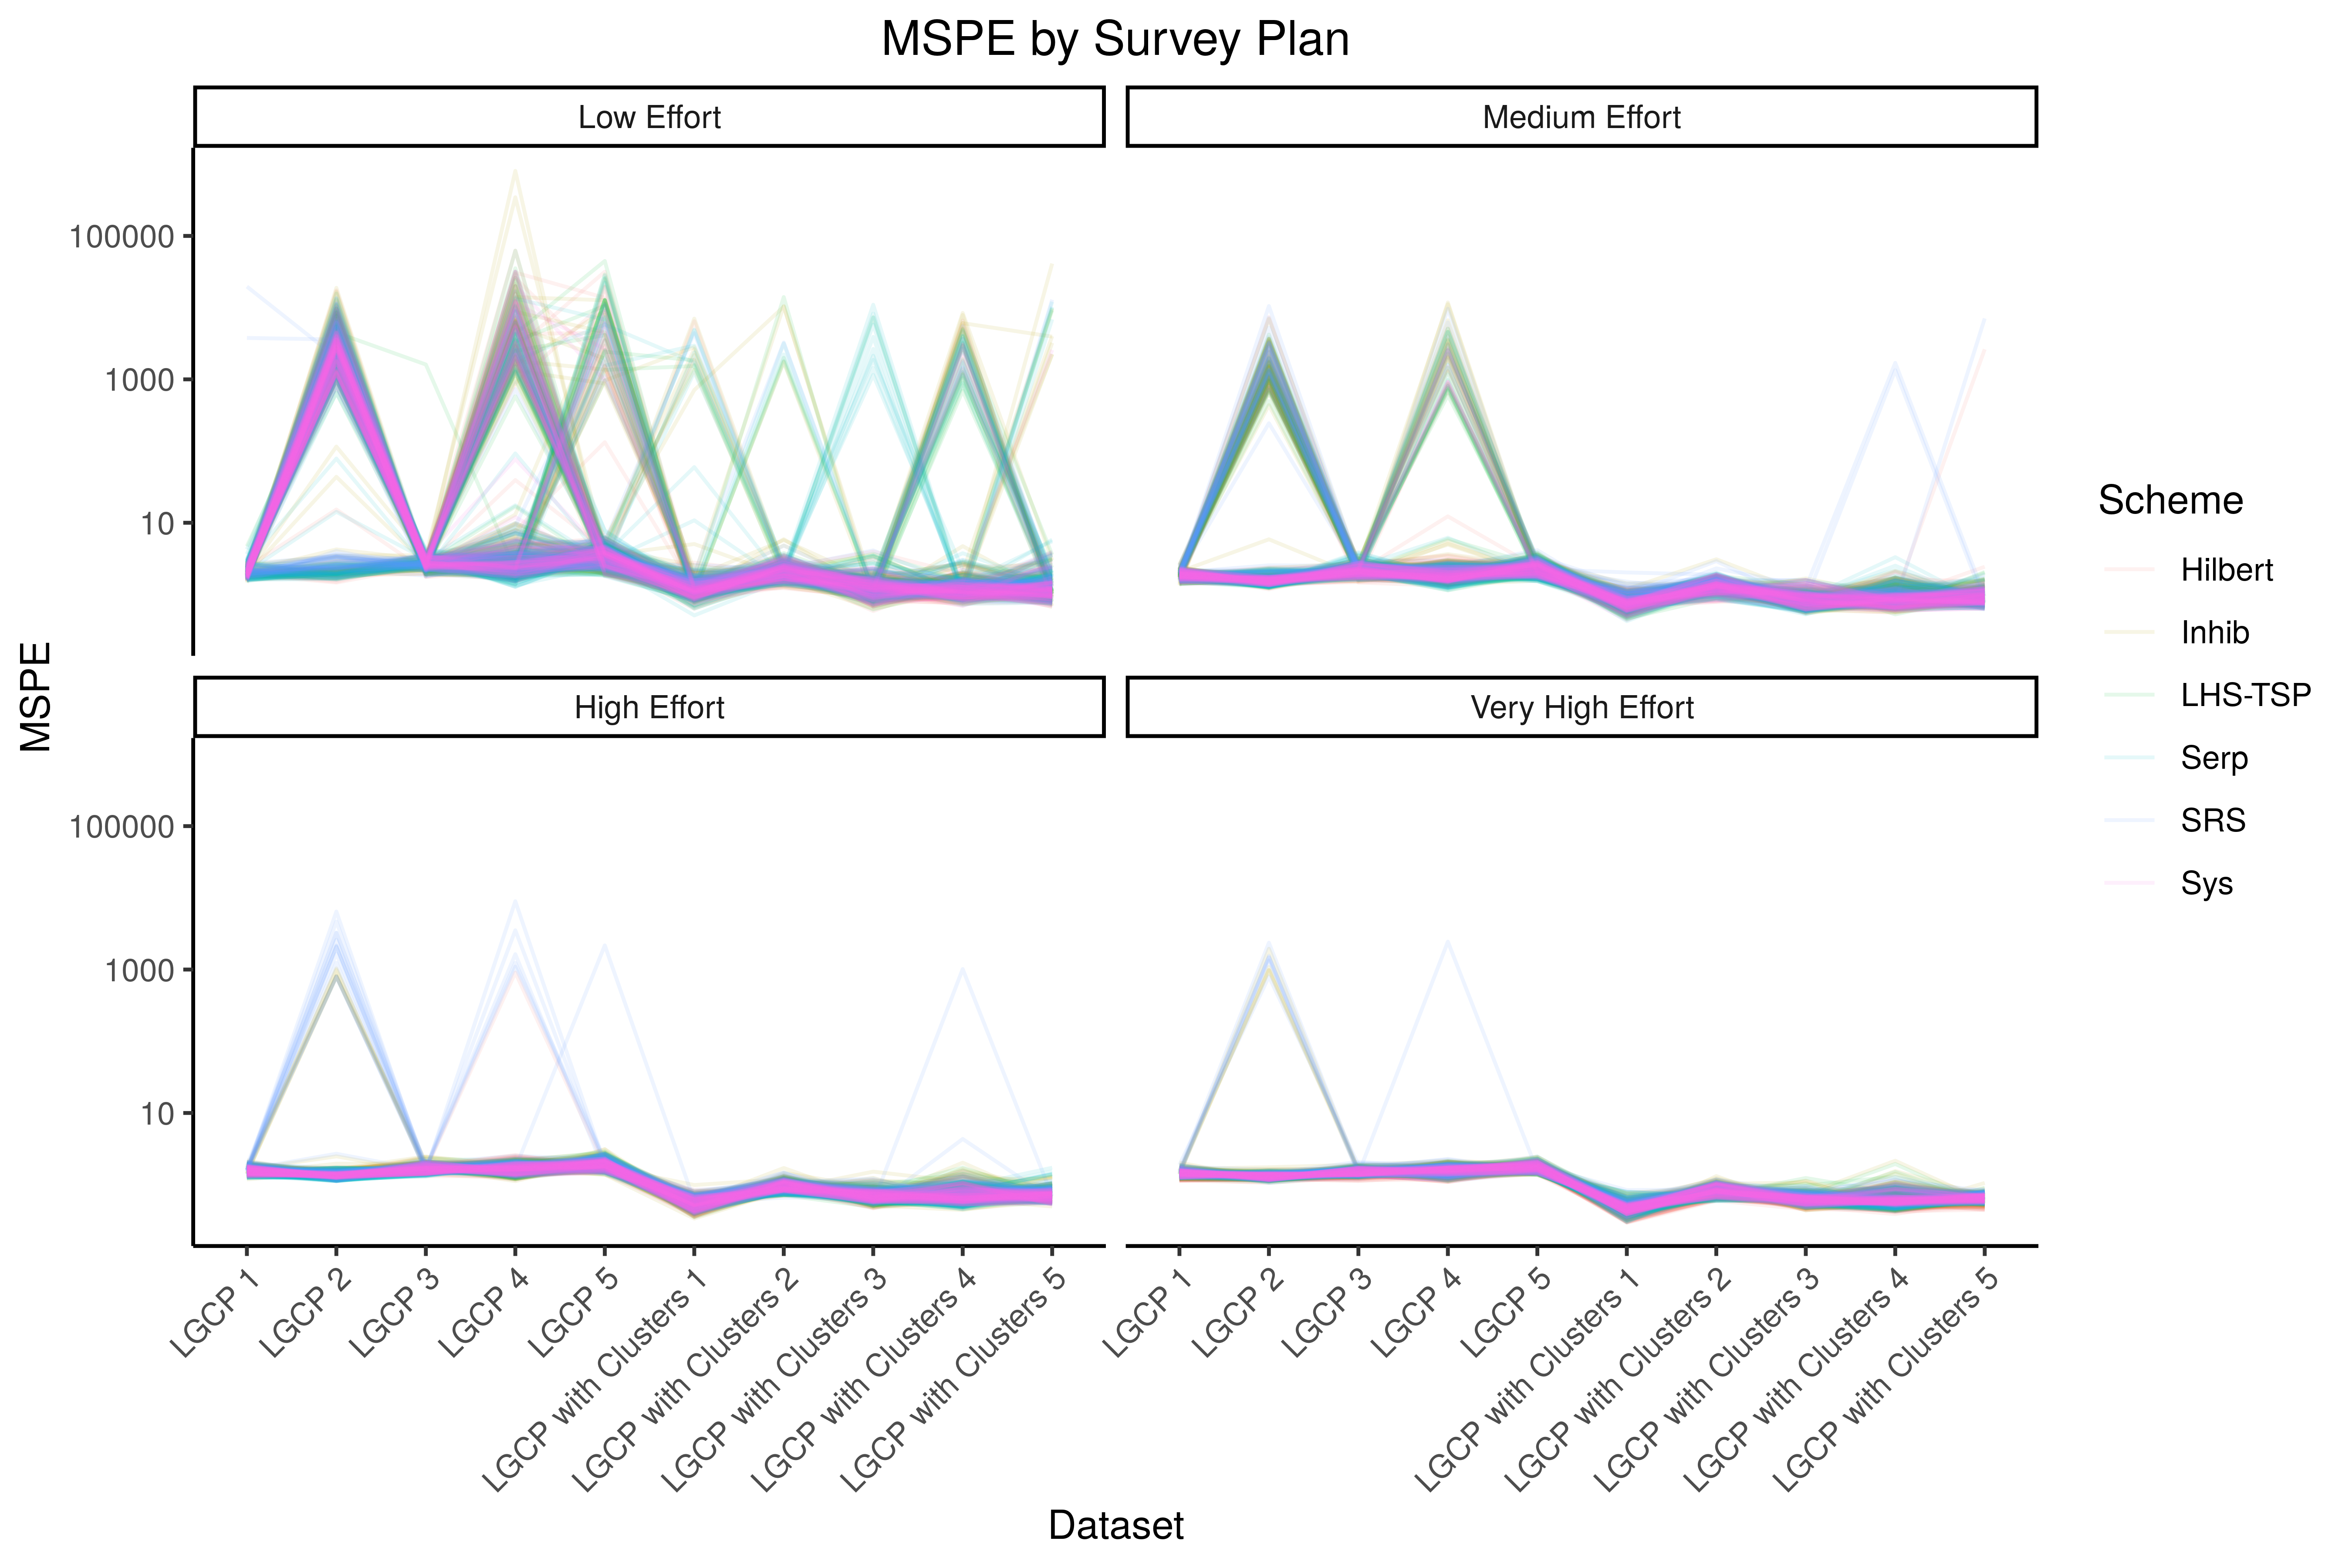 MSPE by Survey Plan
Low Effort
Medium Effort
100000
1000
10
High Effort
Very High Effort
100000
1000
10
MSPE
LGCP 1
LGCP 2
LGCP 3
LGCP 4
LGCP 5
LGCP with Clusters 1
LGCP with Clusters 2
LGCP with Clusters 3
LGCP with Clusters 4
LGCP with Clusters 5
LGCP 1
LGCP 2
LGCP 3
LGCP 4
LGCP 5
LGCP with Clusters 1
LGCP with Clusters 2
LGCP with Clusters 3
LGCP with Clusters 4
LGCP with Clusters 5
Dataset
Scheme
Hilbert
Inhib
LHS-TSP
Serp
SRS
Sys